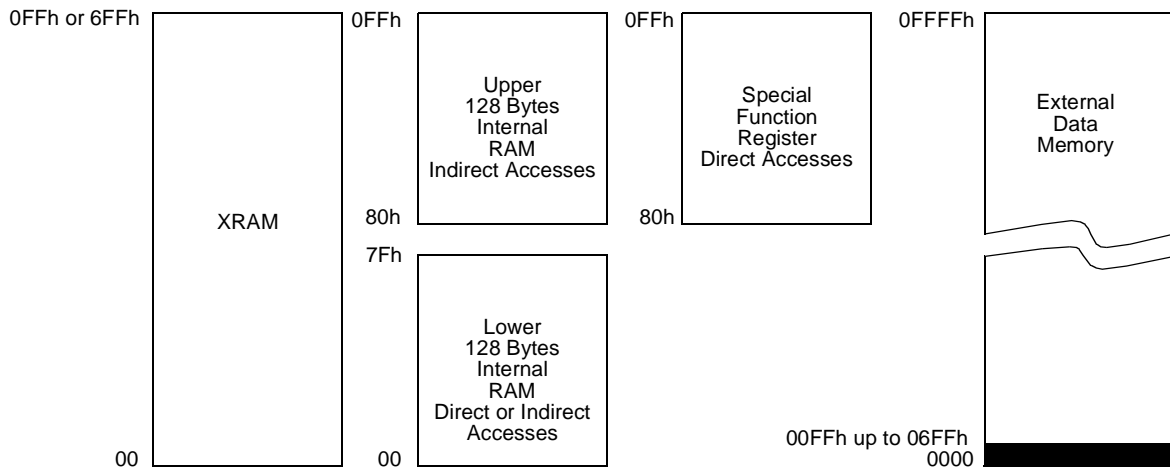 0FFh or 6FFh
XRAM
00
0FFh
Upper
128 Bytes
Internal
RAM
Indirect Accesses
80h
7Fh
Lower
128 Bytes
Internal
RAM
Direct or Indirect
Accesses
00
0FFh
Special
Function
Register
Direct Accesses
80h
0FFFFh
External
Data
Memory
00FFh up to 06FFh
0000